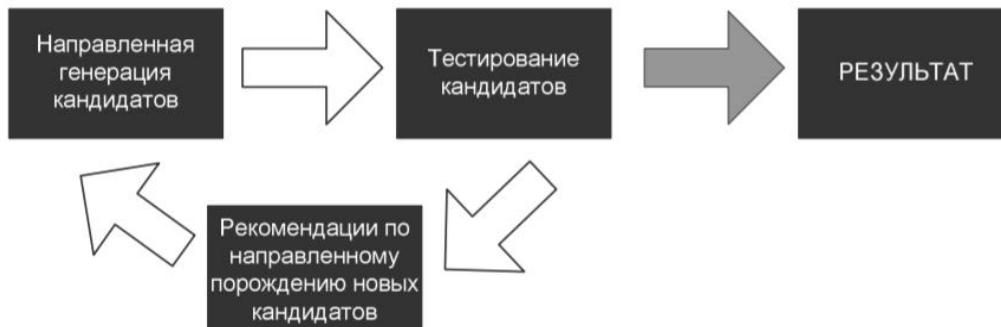 Направленная
генерация
кандидатов
Тестирование
кандидатов
РЕЗУЛЬТАТ
Рекомендации по
направленному
порождению новых
кандидатов